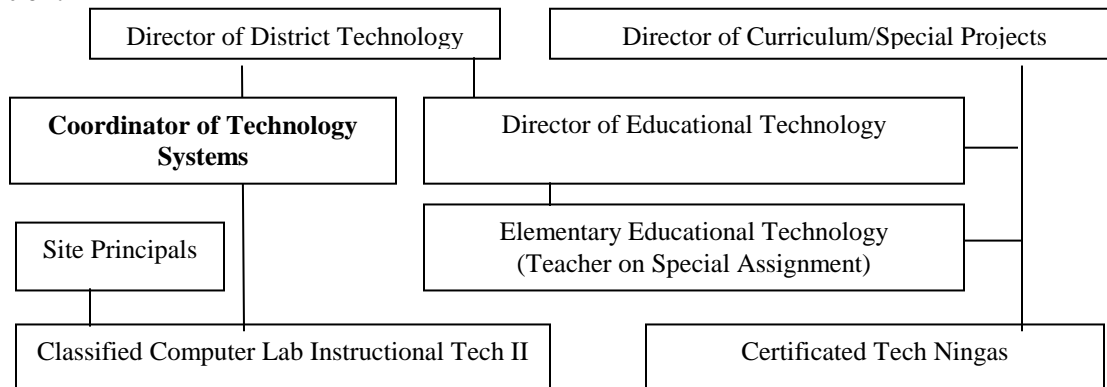 Director of District Technology
Director of Curriculum/Special Projects
Coordinator of Technology
Systems
Director of Educational Technology
Site Principals
Elementary Educational Technology
(Teacher on Special Assignment)
Classified Computer Lab Instructional Tech II
Certificated Tech Ningas